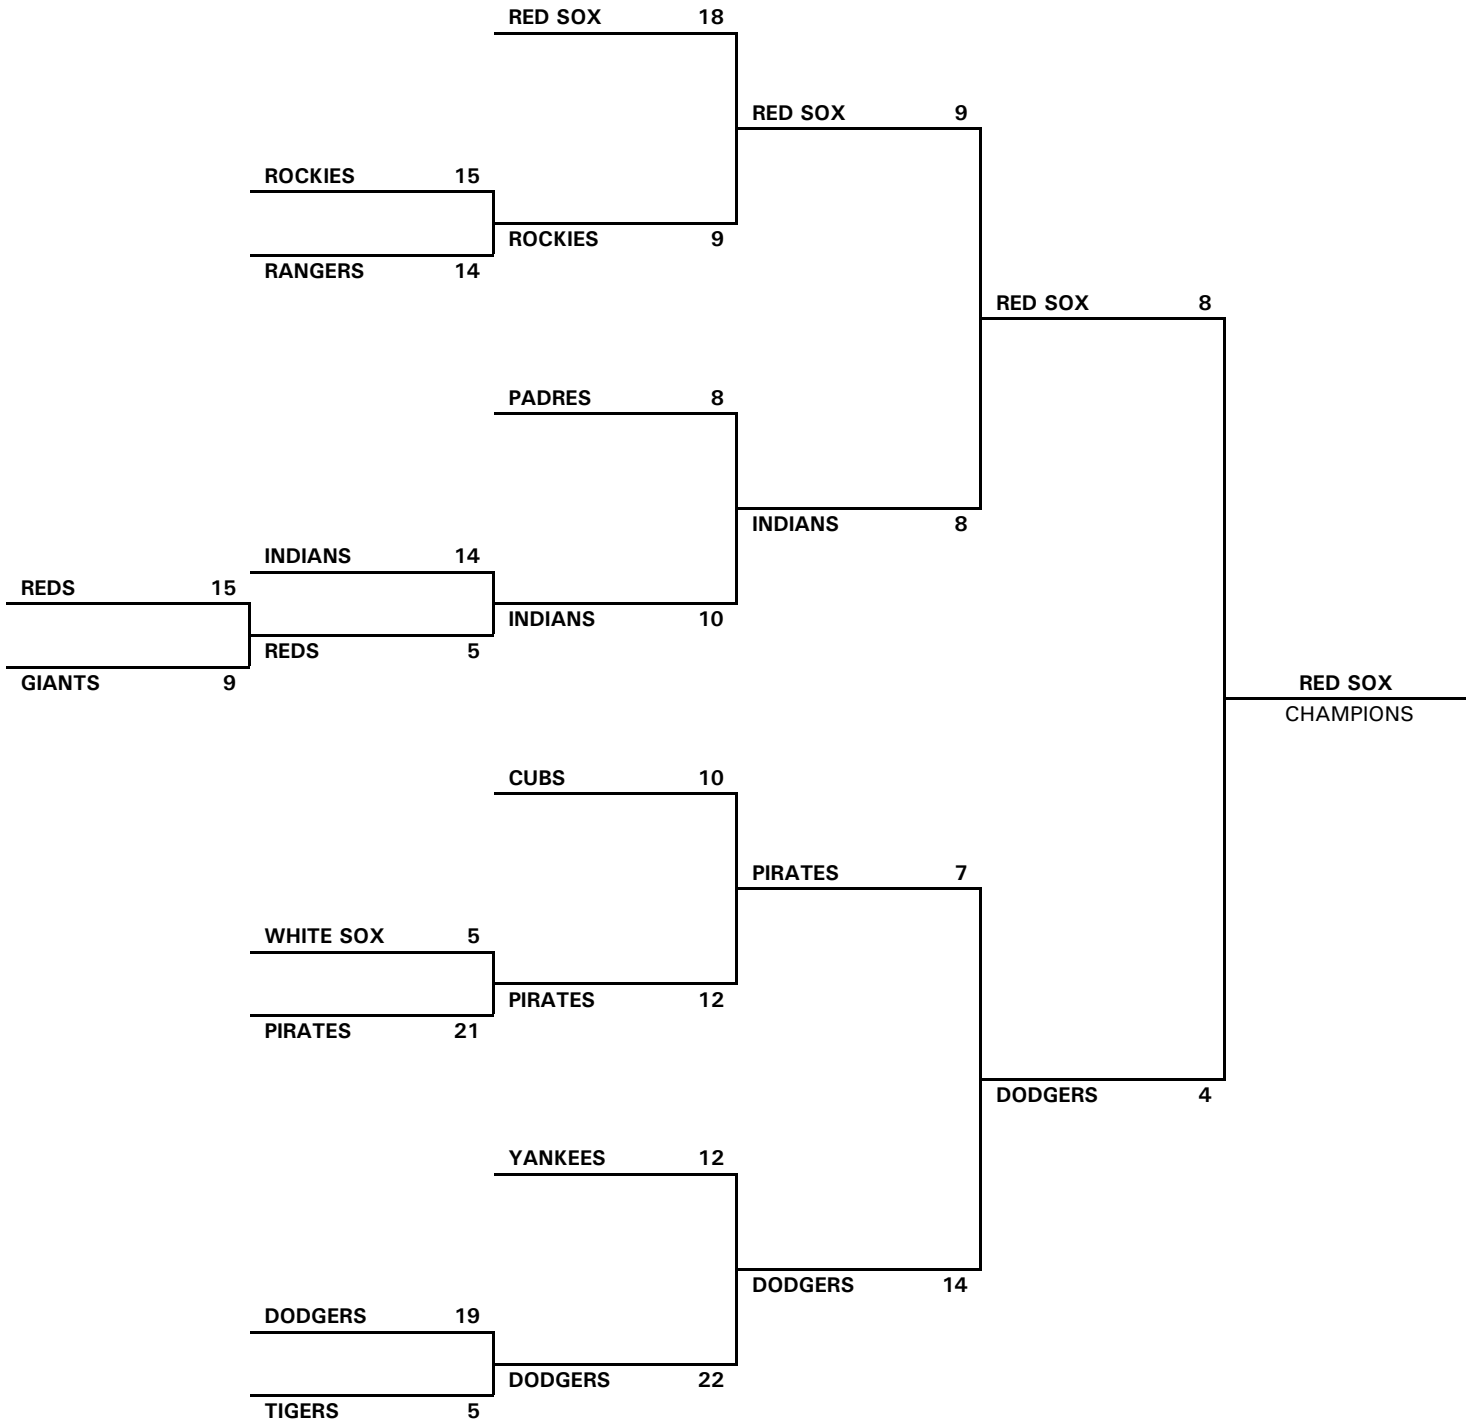 RED SOX 18
RED SOX 9
ROCKIES 15
ROCKIES 9
RANGERS 14
RED SOX 8
PADRES 8
INDIANS 8
INDIANS 14
REDS 15
INDIANS 10
REDS 5
GIANTS 9
RED SOX
CHAMPIONS
CUBS 10
PIRATES 7
WHITE SOX 5
PIRATES 12
PIRATES 21
DODGERS 4
YANKEES 12
DODGERS 14
DODGERS 19
DODGERS 22
TIGERS 5